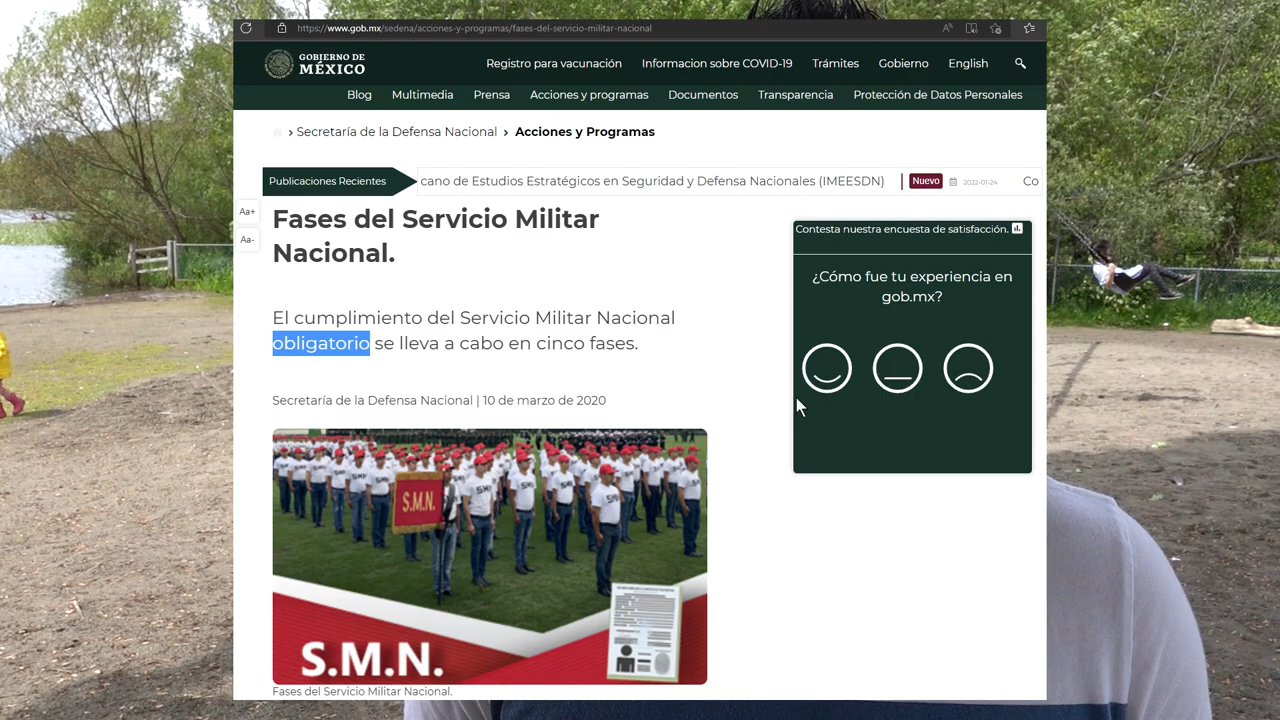 https://www.gob.mx/sedena/acciones-y-programas/fases-del-servicio-militar-nacional
GOBIERNO DE
MÉXICO
Registro para vacunación Informacion sobre COVID-19 Trámites Gobierno English
Blog Multimedia Prensa Acciones y programas Documentos Transparencia Protección de Datos Personales
› Secretaría de la Defensa Nacional › Acciones y Programas
Publicaciones Recientes
cano de Estudios Estratégicos en Seguridad y Defensa Nacionales (IMEESDN) Nuevo 2022-01-24 Co
Aa+
Aa-
Fases del Servicio Militar
Nacional.
El cumplimiento del Servicio Militar Nacional
obligatorio se lleva a cabo en cinco fases.
Secretaría de la Defensa Nacional | 10 de marzo de 2020
S.M.N.
S.M.N.
Fases del Servicio Militar Nacional.
Contesta nuestra encuesta de satisfacción.
¿Cómo fue tu experiencia en
gob.mx?